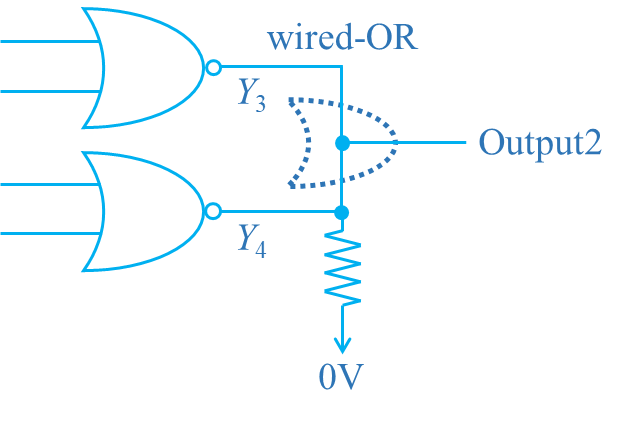 wired-OR
Y3
Output2
Y4
0V